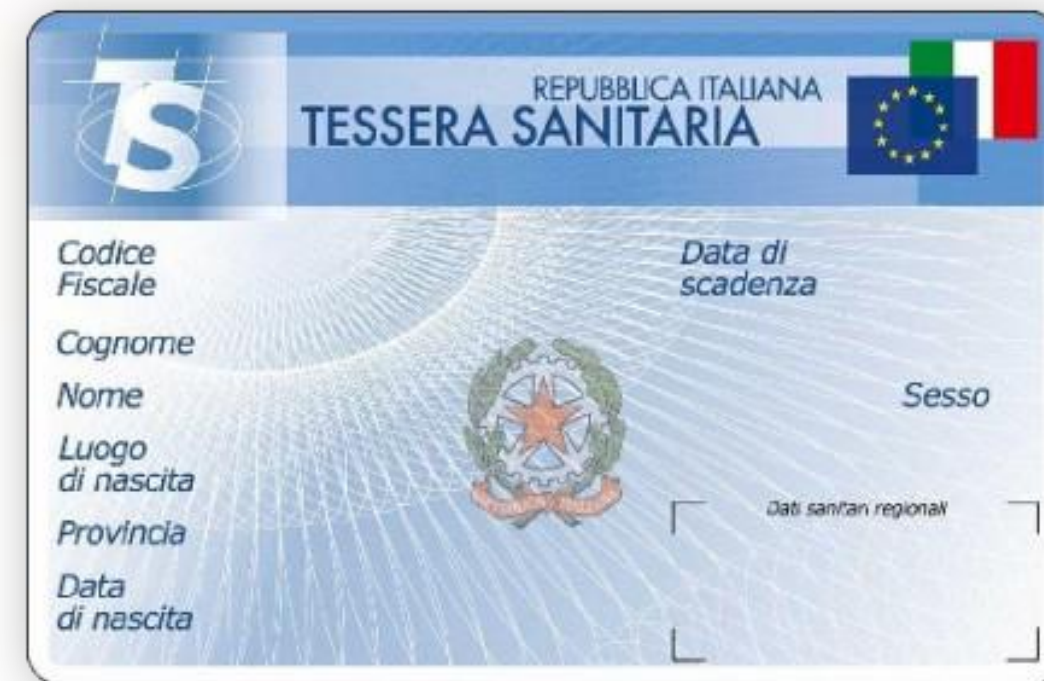 TS
REPUBBLICA ITALIANA
TESSERA SANITARIA
Codice
Fiscale
Data di
scadenza
Cognome
Nome
Sesso
Luogo
di nascita
Dati sanitari regionali
Provincia
Data
di nascita